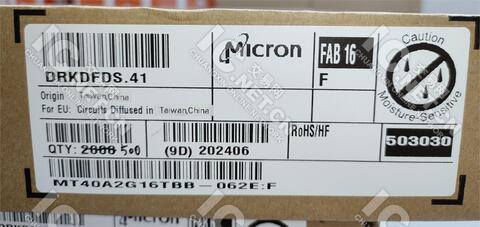 Micron
FAB 16
F
Caution
Moisture-Sensitive
DRKDFDS.41
Origin : Taiwan,China
For EU: Circuits Diffused in Taiwan,China
QTY: 2000 500
(9D) 202406
RoHS/HF
503030
MT40A2G16TBB-062E:F
Micron